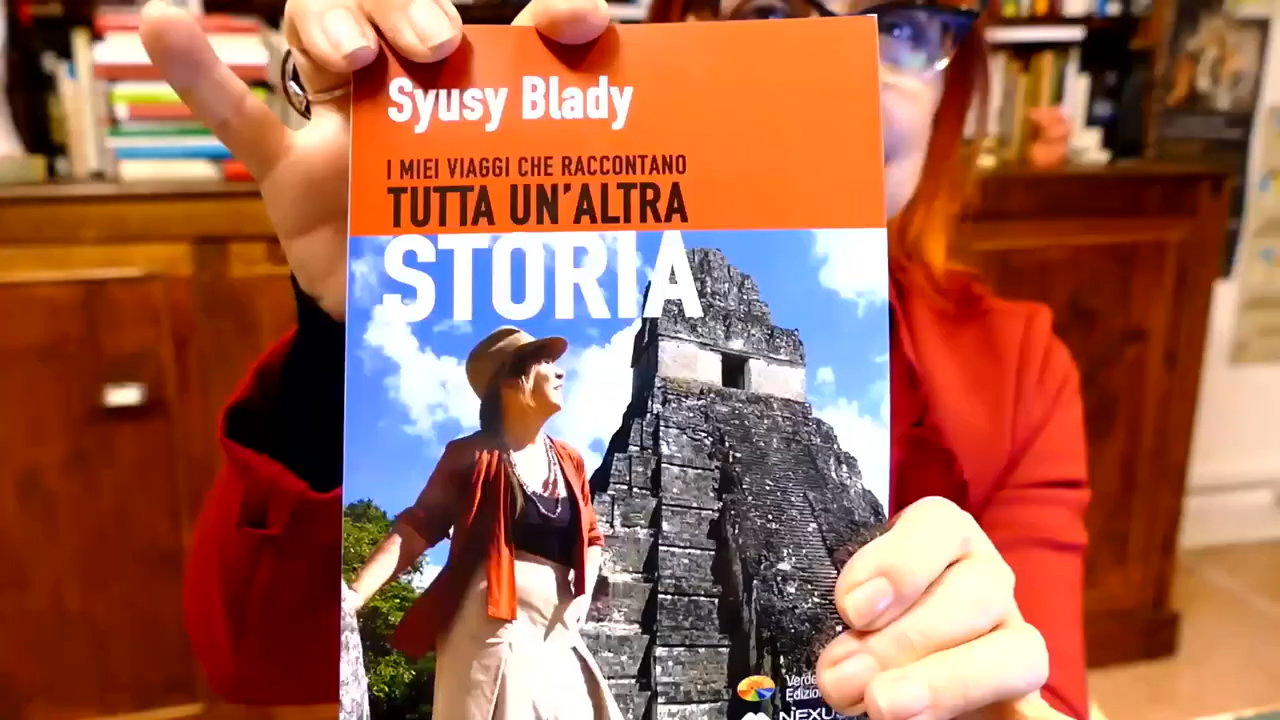 Syusy Blady
I MIEI VIAGGI CHE RACCONTANO
TUTTA UN'ALTRA
STORIA